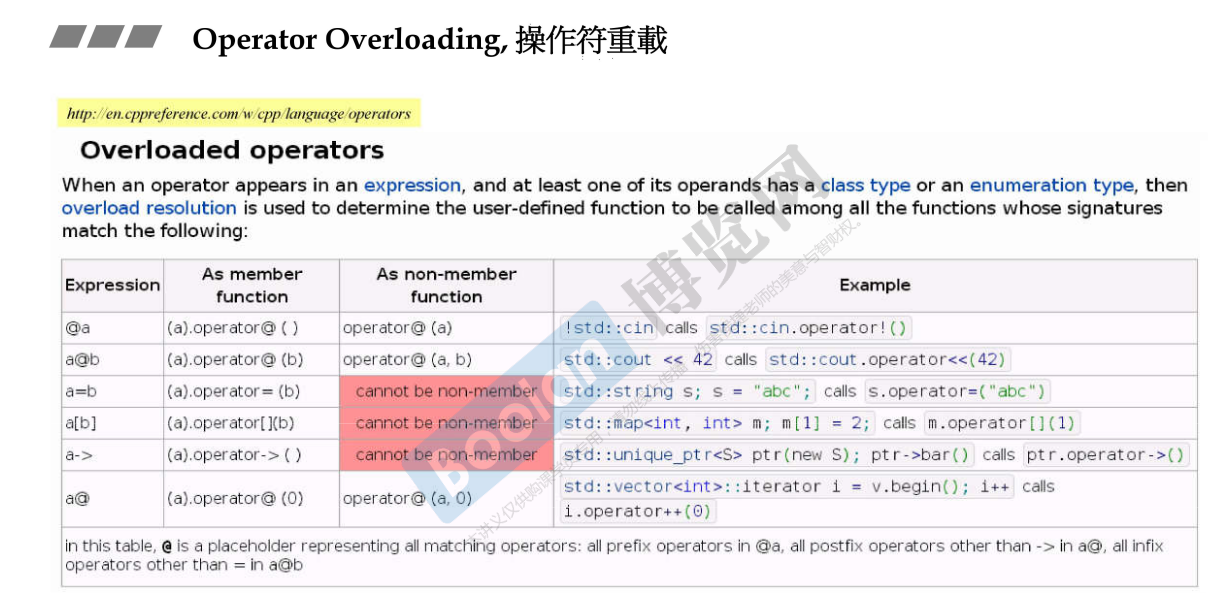 Operator Overloading, 操作符重載
http://en.cppreference.com/w/cpp/language/operators
Overloaded operators
When an operator appears in an expression, and at least one of its operands has a class type or an enumeration type, then
overload resolution is used to determine the user-defined function to be called among all the functions whose signatures
match the following:
Expression As member function As non-member function Example
@a (a).operator@ ( ) operator@ (a) !std::cin calls std::cin.operator!()
a@b (a).operator@ (b) operator@ (a, b) std::cout << 42 calls std::cout.operator<<(42)
a=b (a).operator= (b) cannot be non-member std::string s; s = "abc"; calls s.operator=("abc")
a[b] (a).operator[](b) cannot be non-member std::map<int, int> m; m[1] = 2; calls m.operator[](1)
a-> (a).operator-> ( ) cannot be non-member std::unique_ptr<S> ptr(new S); ptr->bar() calls ptr.operator->()
a@ (a).operator@ (0) operator@ (a, 0) std::vector<int>::iterator i = v.begin(); i++ calls
i.operator++(0)
in this table, @ is a placeholder representing all matching operators: all prefix operators in @a, all postfix operators other than -> in a@, all infix
operators other than = in a@b
Boolan 博览网